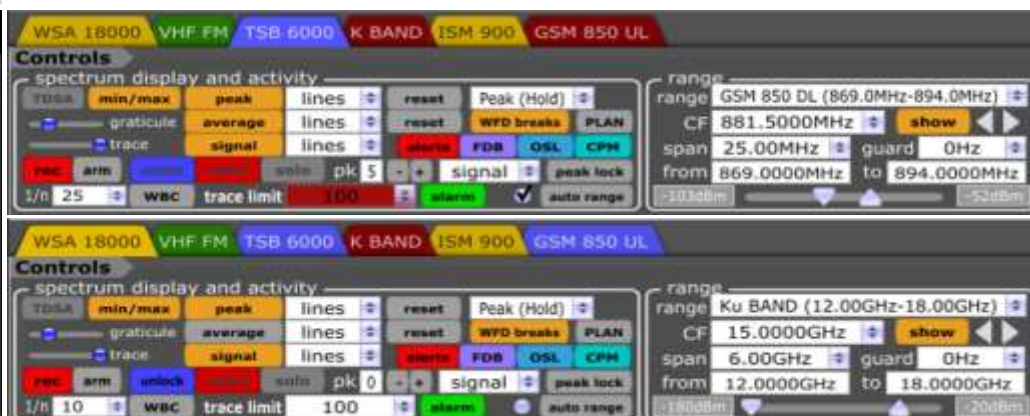 WSA 18000 VHF FM TSB 6000 K BAND ISM 900 GSM 850 UL
Controls
spectrum display and activity
range
TDSA min/max peak lines reset Peak (Hold)
range GSM 850 DL (869.0MHz-894.0MHz)
graticule average lines reset WFD breaks PLAN
CF 881.5000MHz show
trace signal lines alerts FDB OSL CPM
span 25.00MHz guard 0Hz
rec arm solo pk 5 - + signal peak lock
from 869.0000MHz to 894.0000MHz
1/n 25 WBC trace limit 100 alarm auto range
-103dBm -52dBm
WSA 18000 VHF FM TSB 6000 K BAND ISM 900 GSM 850 UL
Controls
spectrum display and activity
range
TDSA min/max peak lines reset Peak (Hold)
range Ku BAND (12.00GHz-18.00GHz)
graticule average lines reset WFD breaks PLAN
CF 15.0000GHz show
trace signal lines alerts FDB OSL CPM
span 6.00GHz guard 0Hz
rec arm unlock solo pk 0 - + signal peak lock
from 12.0000GHz to 18.0000GHz
1/n 10 WBC trace limit 100 alarm auto range
-180dBm -20dBm